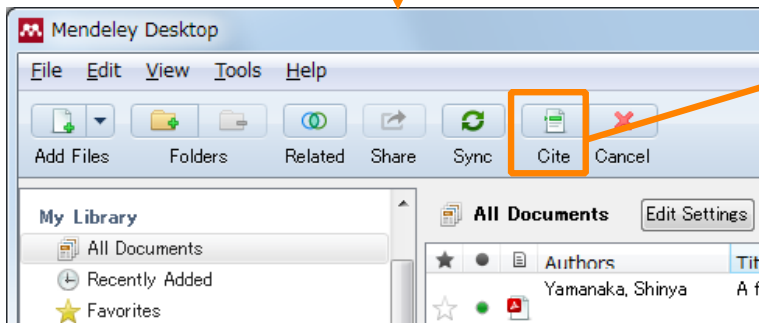 Mendeley Desktop
File Edit View Tools Help
Add Files Folders Related Share Sync Cite Cancel
My Library
All Documents
Recently Added
Favorites
All Documents Edit Settings
Authors Tit
Yamanaka, Shinya A f